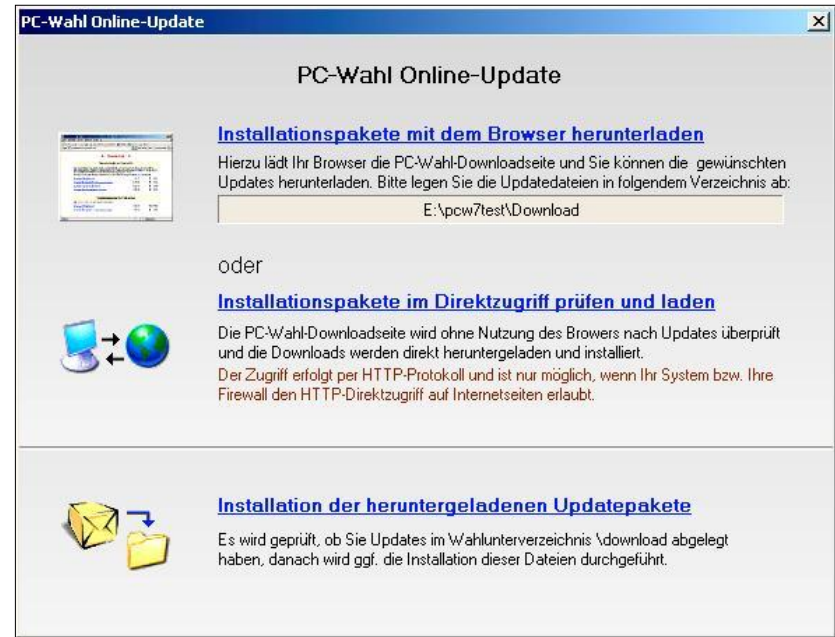 PC-Wahl Online-Update
PC-Wahl Online-Update
Installationspakete mit dem Browser herunterladen
Hierzu lädt Ihr Browser die PC-Wahl-Downloadseite und Sie können die gewünschten
Updates herunterladen. Bitte legen Sie die Updatedateien in folgendem Verzeichnis ab:
E:\pcw7test\Download
oder
Installationspakete im Direktzugriff prüfen und laden
Die PC-Wahl-Downloadseite wird ohne Nutzung des Browers nach Updates überprüft
und die Downloads werden direkt heruntergeladen und installiert.
Der Zugriff erfolgt per HTTP-Protokoll und ist nur möglich, wenn Ihr System bzw. Ihre
Firewall den HTTP-Direktzugriff auf Internetseiten erlaubt.
Installation der heruntergeladenen Updatepakete
Es wird geprüft, ob Sie Updates im Wahlunterverzeichnis \download abgelegt
haben, danach wird ggf. die Installation dieser Dateien durchgeführt.